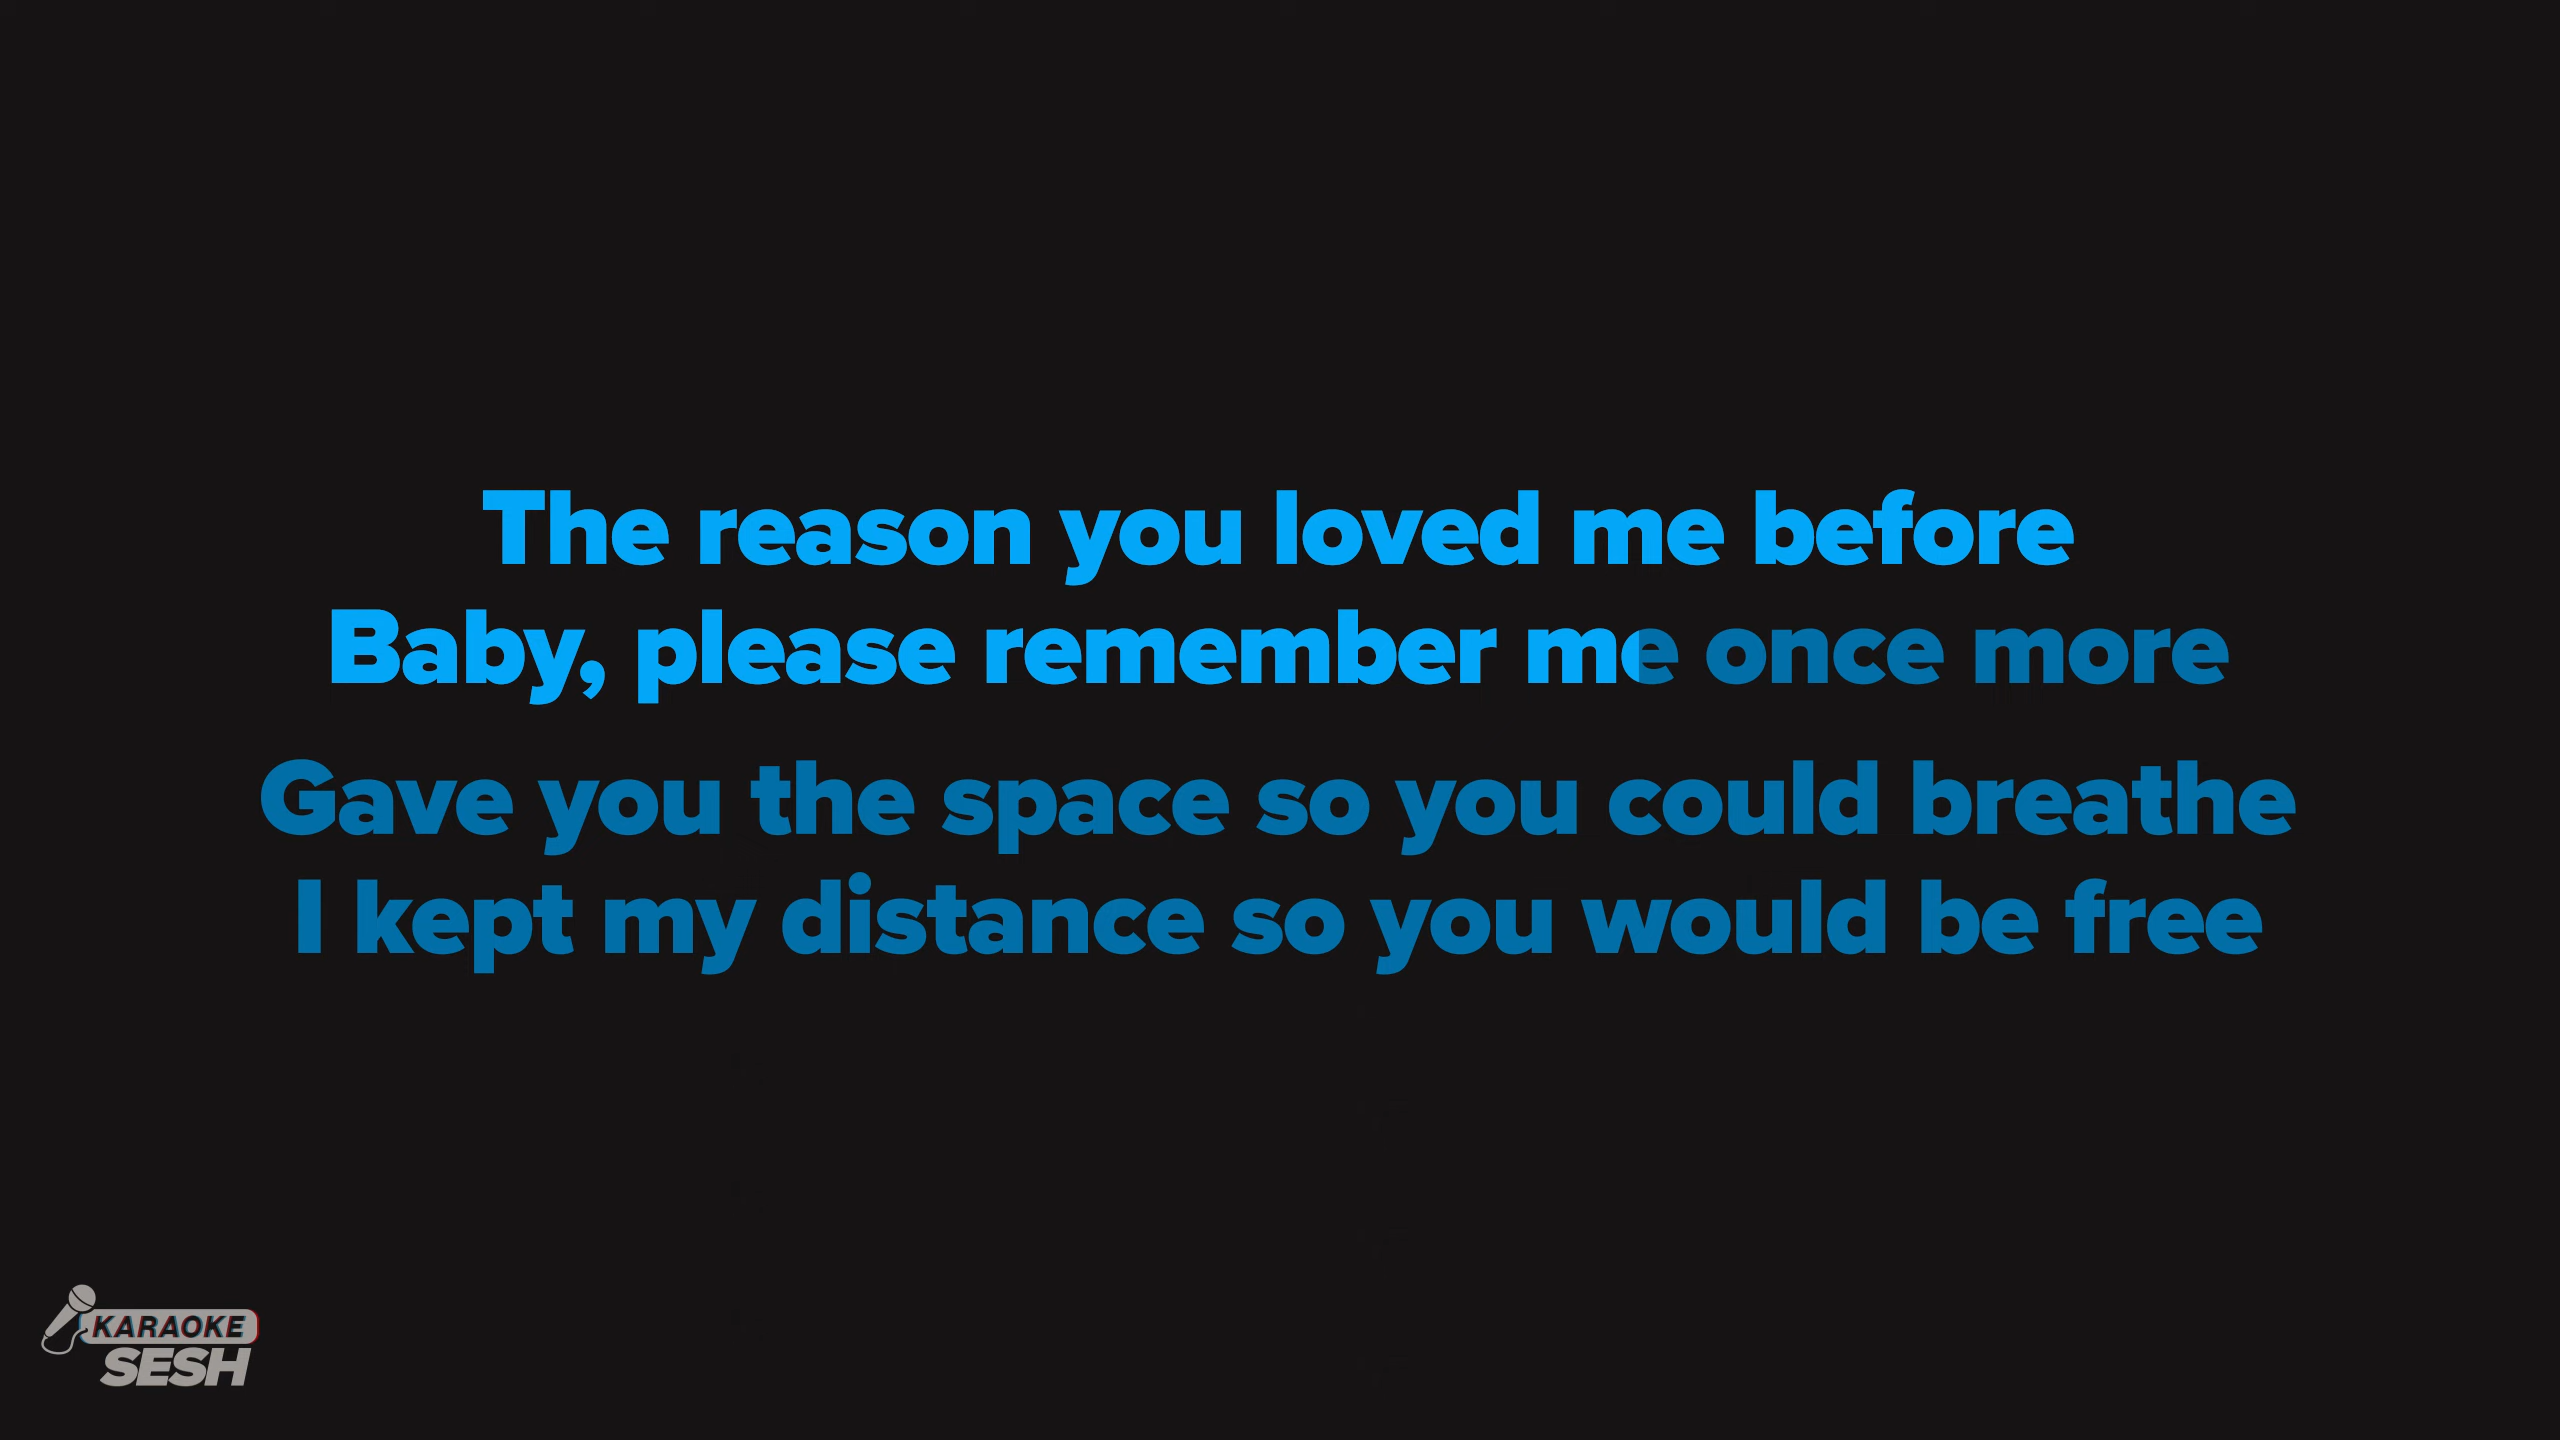 The reason you loved me before
Baby, please remember me once more
Gave you the space so you could breathe
I kept my distance so you would be free
KARAOKE
SESH